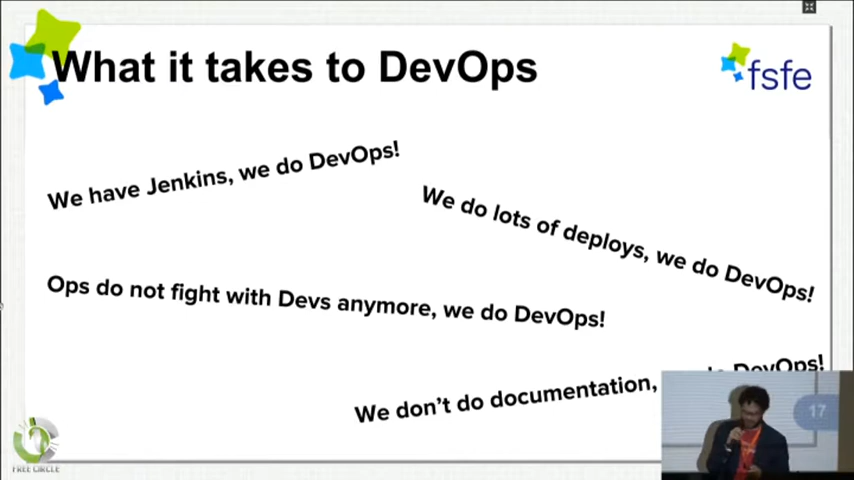 What it takes to DevOps
fsfe
We have Jenkins, we do DevOps!
We do lots of deploys, we do DevOps!
Ops do not fight with Devs anymore, we do DevOps!
We don't do documentation, DevOps!
17
FREE CIRCLE